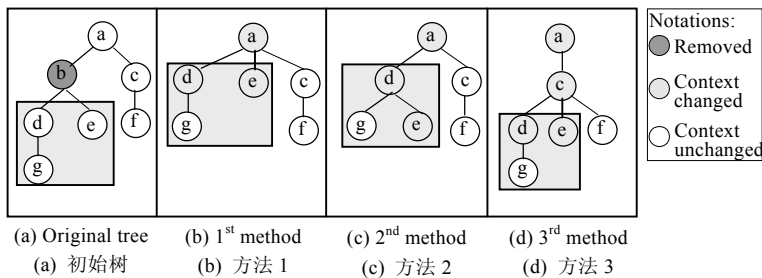 a
b
c
d
e
f
g
a
d
e
c
g
f
a
d
c
g
e
f
a
c
d
e
f
g
Notations:
Removed
Context
changed
Context
unchanged
(a) Original tree
(b) 1st method
(c) 2nd method
(d) 3rd method
(a) 初始树
(b) 方法 1
(c) 方法 2
(d) 方法 3